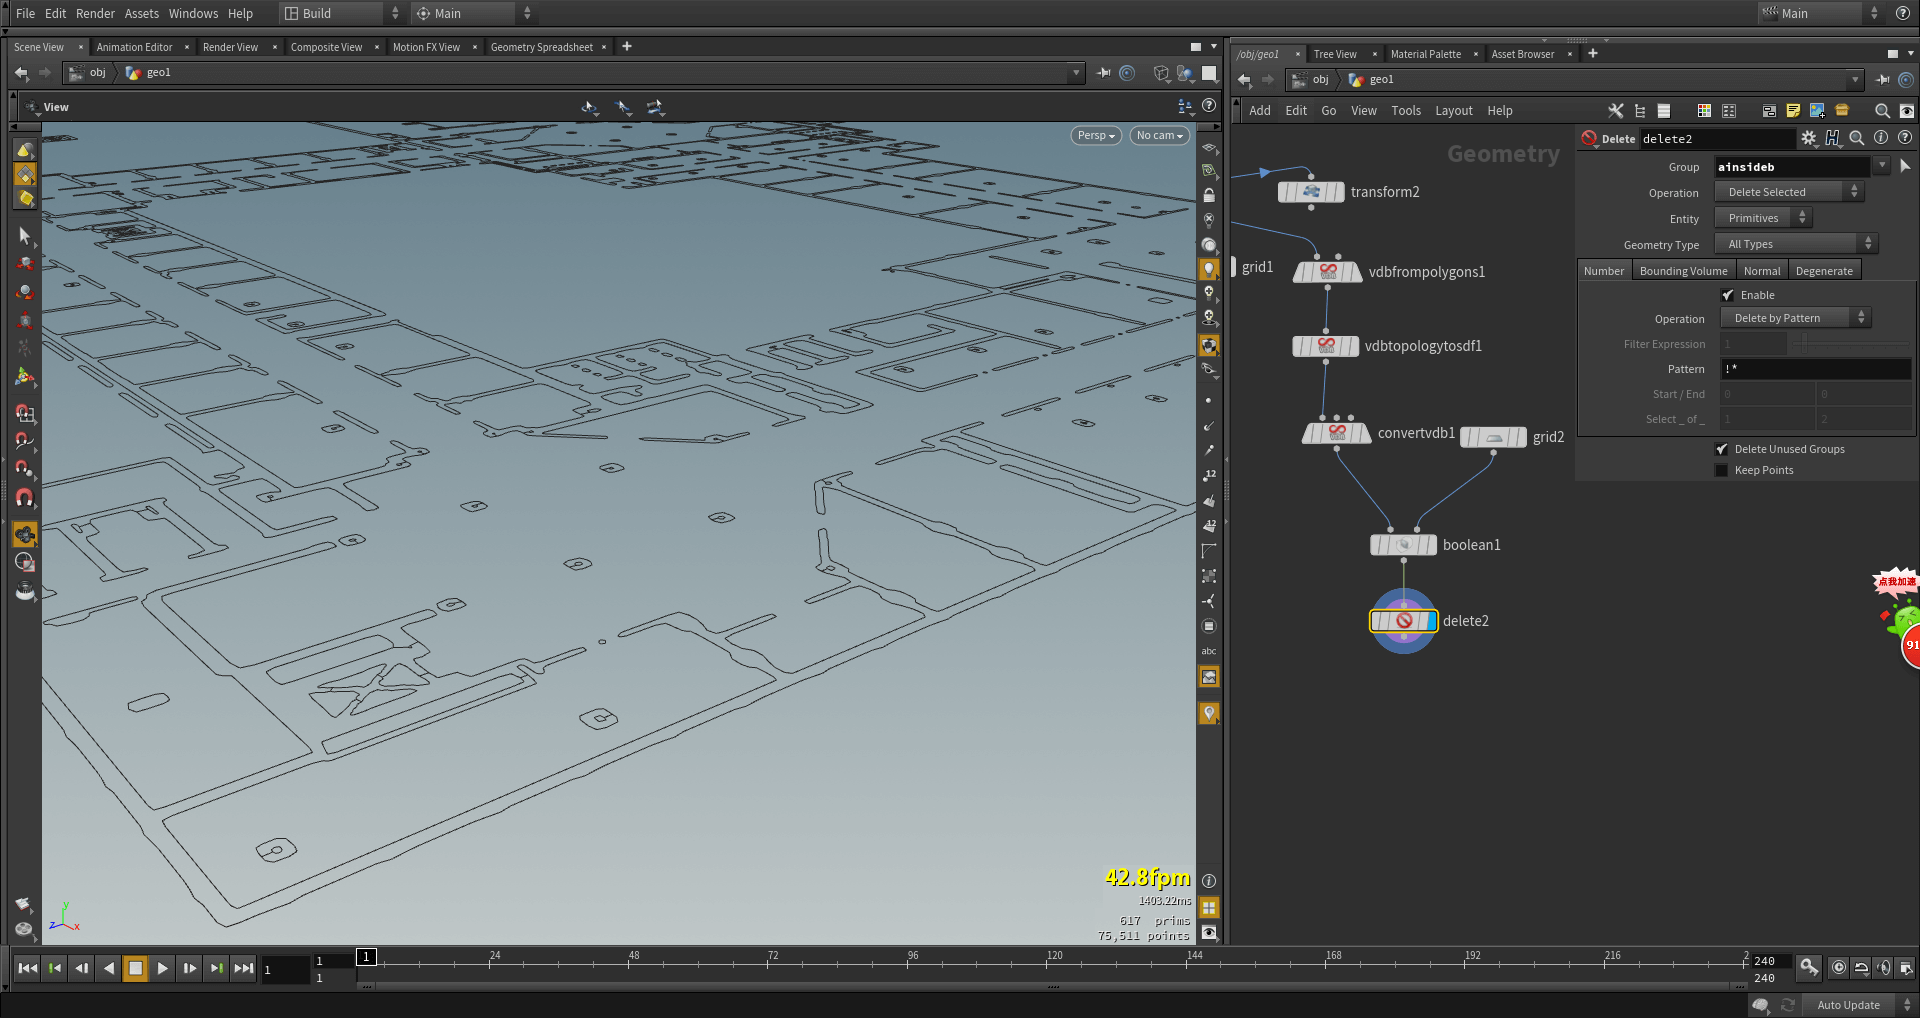 File Edit Render Assets Windows Help Build Main Main
Scene View Animation Editor Render View Composite View Motion FX View Geometry Spreadsheet
obj geo1
View
Persp No cam
12
12
abc
42.8fpm
1403.22ms
617 prims
75,511 points
y
z x
/obj/geo1 Tree View Material Palette Asset Browser
obj geo1
Add Edit Go View Tools Layout Help
Geometry
transform2
grid1
vdbfrompolygons1
vdbtopologytosdf1
convertvdb1
grid2
boolean1
delete2
Delete delete2
Group ainsideb
Operation Delete Selected
Entity Primitives
Geometry Type All Types
Number Bounding Volume Normal Degenerate
Enable
Operation Delete by Pattern
Filter Expression 1
Pattern !*
Start / End 0 0
Select _ of _ 1 2
Delete Unused Groups
Keep Points
点我加速
91
1 1 1 24 48 72 96 120 144 168 192 216 2 240
1 240
Auto Update